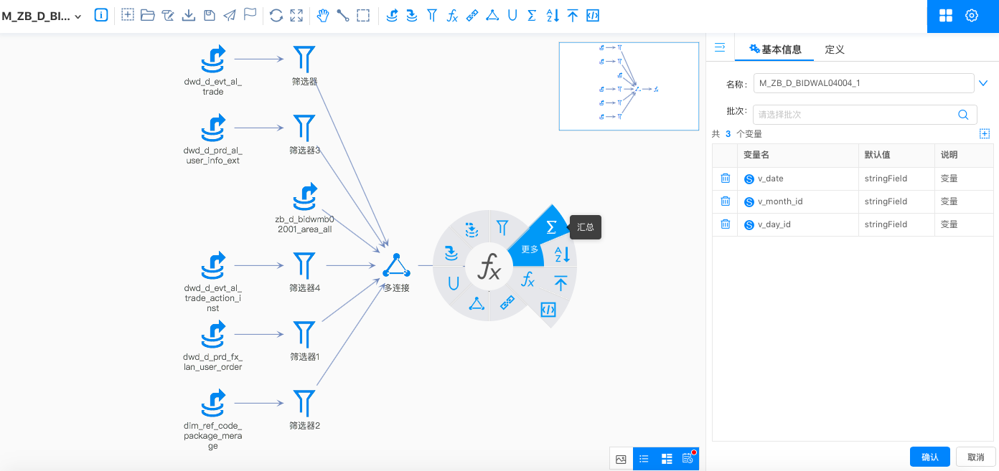 M_ZB_D_BI...
dwd_d_evt_al_
trade
筛选器
dwd_d_prd_al_
user_info_ext
筛选器3
zb_d_bidwmb0
2001_area_all
dwd_d_evt_al_
trade_action_i
nst
筛选器4
多连接
dwd_d_prd_fx_
lan_user_order
筛选器1
dim_ref_code_
package_mera
ge
筛选器2
更多
汇总
基本信息
定义
名称:
M_ZB_D_BIDWAL04004_1
批次:
请选择批次
共 3 个变量
变量名 默认值 说明
v_date stringField 变量
v_month_id stringField 变量
v_day_id stringField 变量
确认
取消